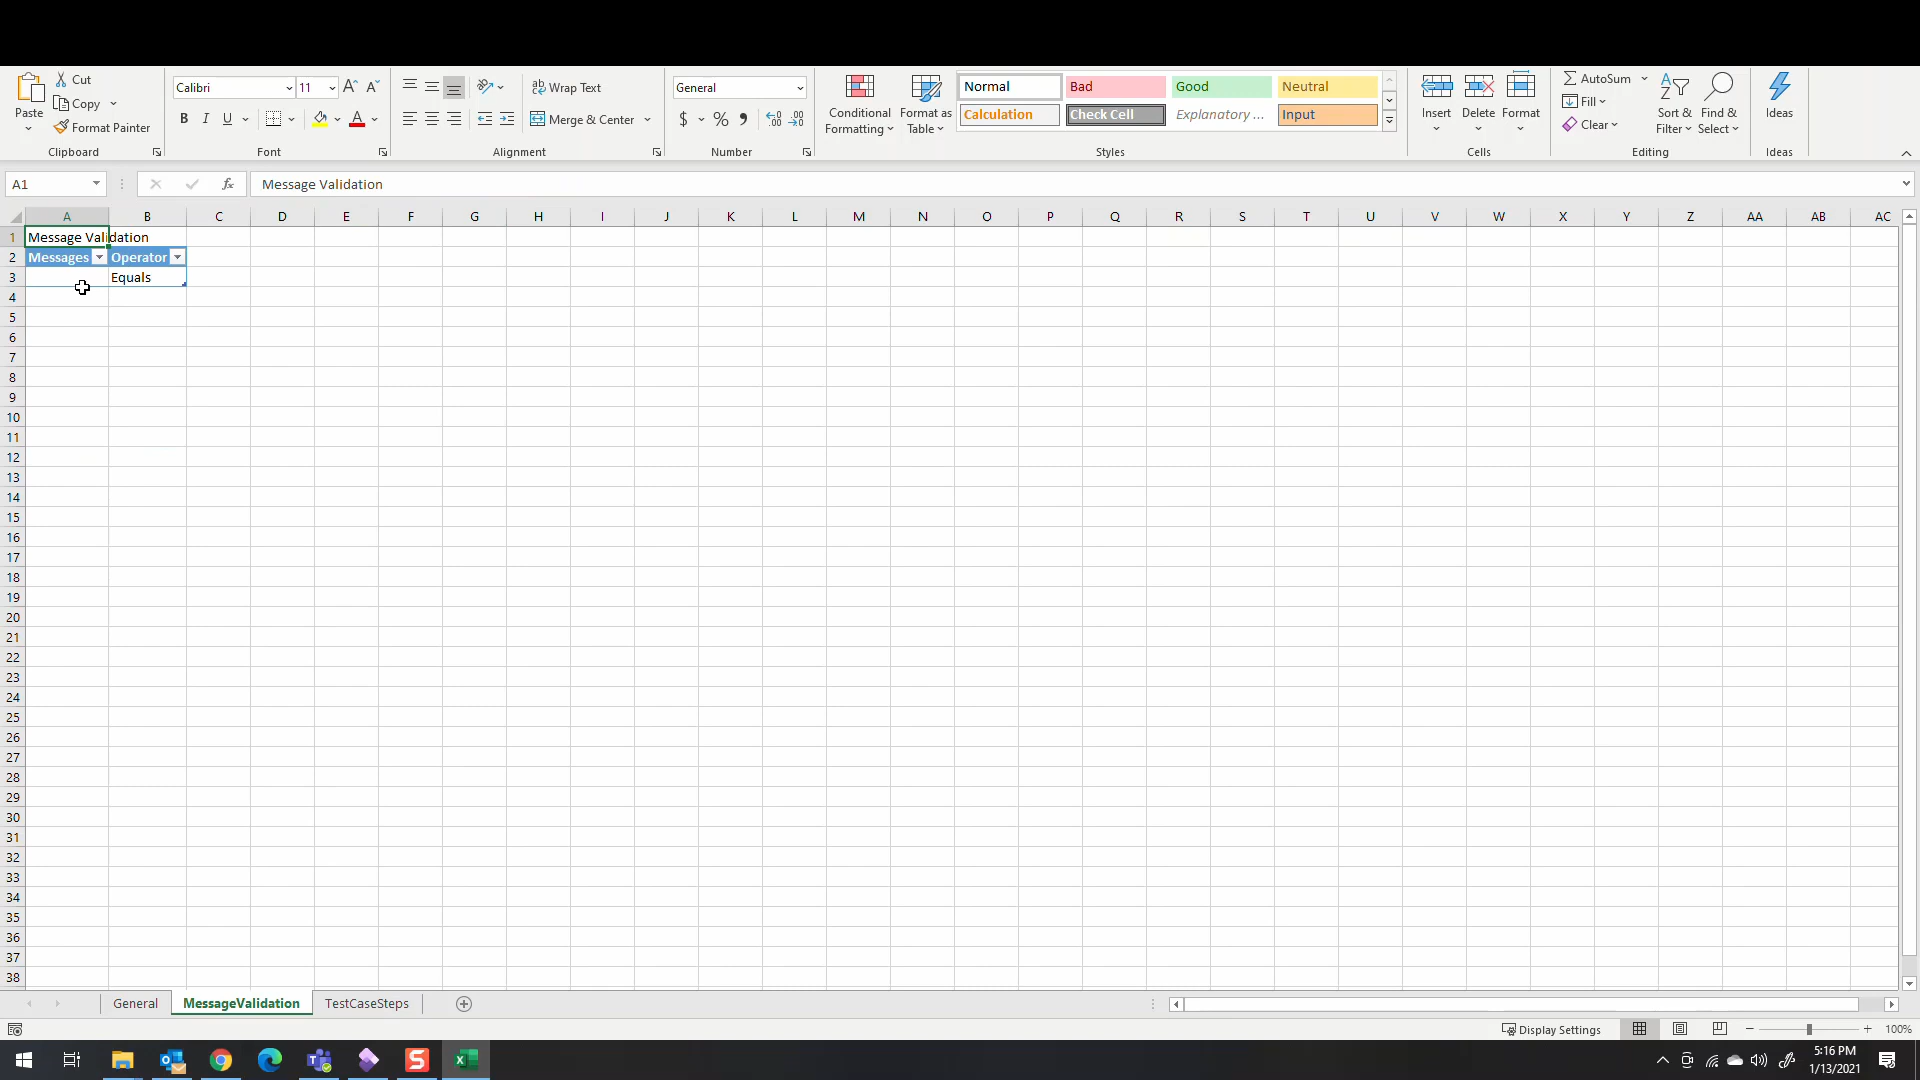 Paste
Cut
Copy
Format Painter
Clipboard
Calibri 11
B I U
Font
Wrap Text
Merge & Center
Alignment
General
$ % 9
Number
Conditional Formatting
Format as Table
Normal Bad Good Neutral
Calculation Check Cell Explanatory ... Input
Styles
Insert Delete Format
Cells
AutoSum
Fill
Clear
Sort & Filter
Find & Select
Editing
Ideas
Ideas
A1 fx Message Validation
A B C D E F G H I J K L M N O P Q R S T U V W X Y Z AA AB AC
1 Message Validation
2 Messages Operator
3 Equals
4
5
6
7
8
9
10
11
12
13
14
15
16
17
18
19
20
21
22
23
24
25
26
27
28
29
30
31
32
33
34
35
36
37
38
General MessageValidation TestCaseSteps
Display Settings 100%
5:16 PM
1/13/2021